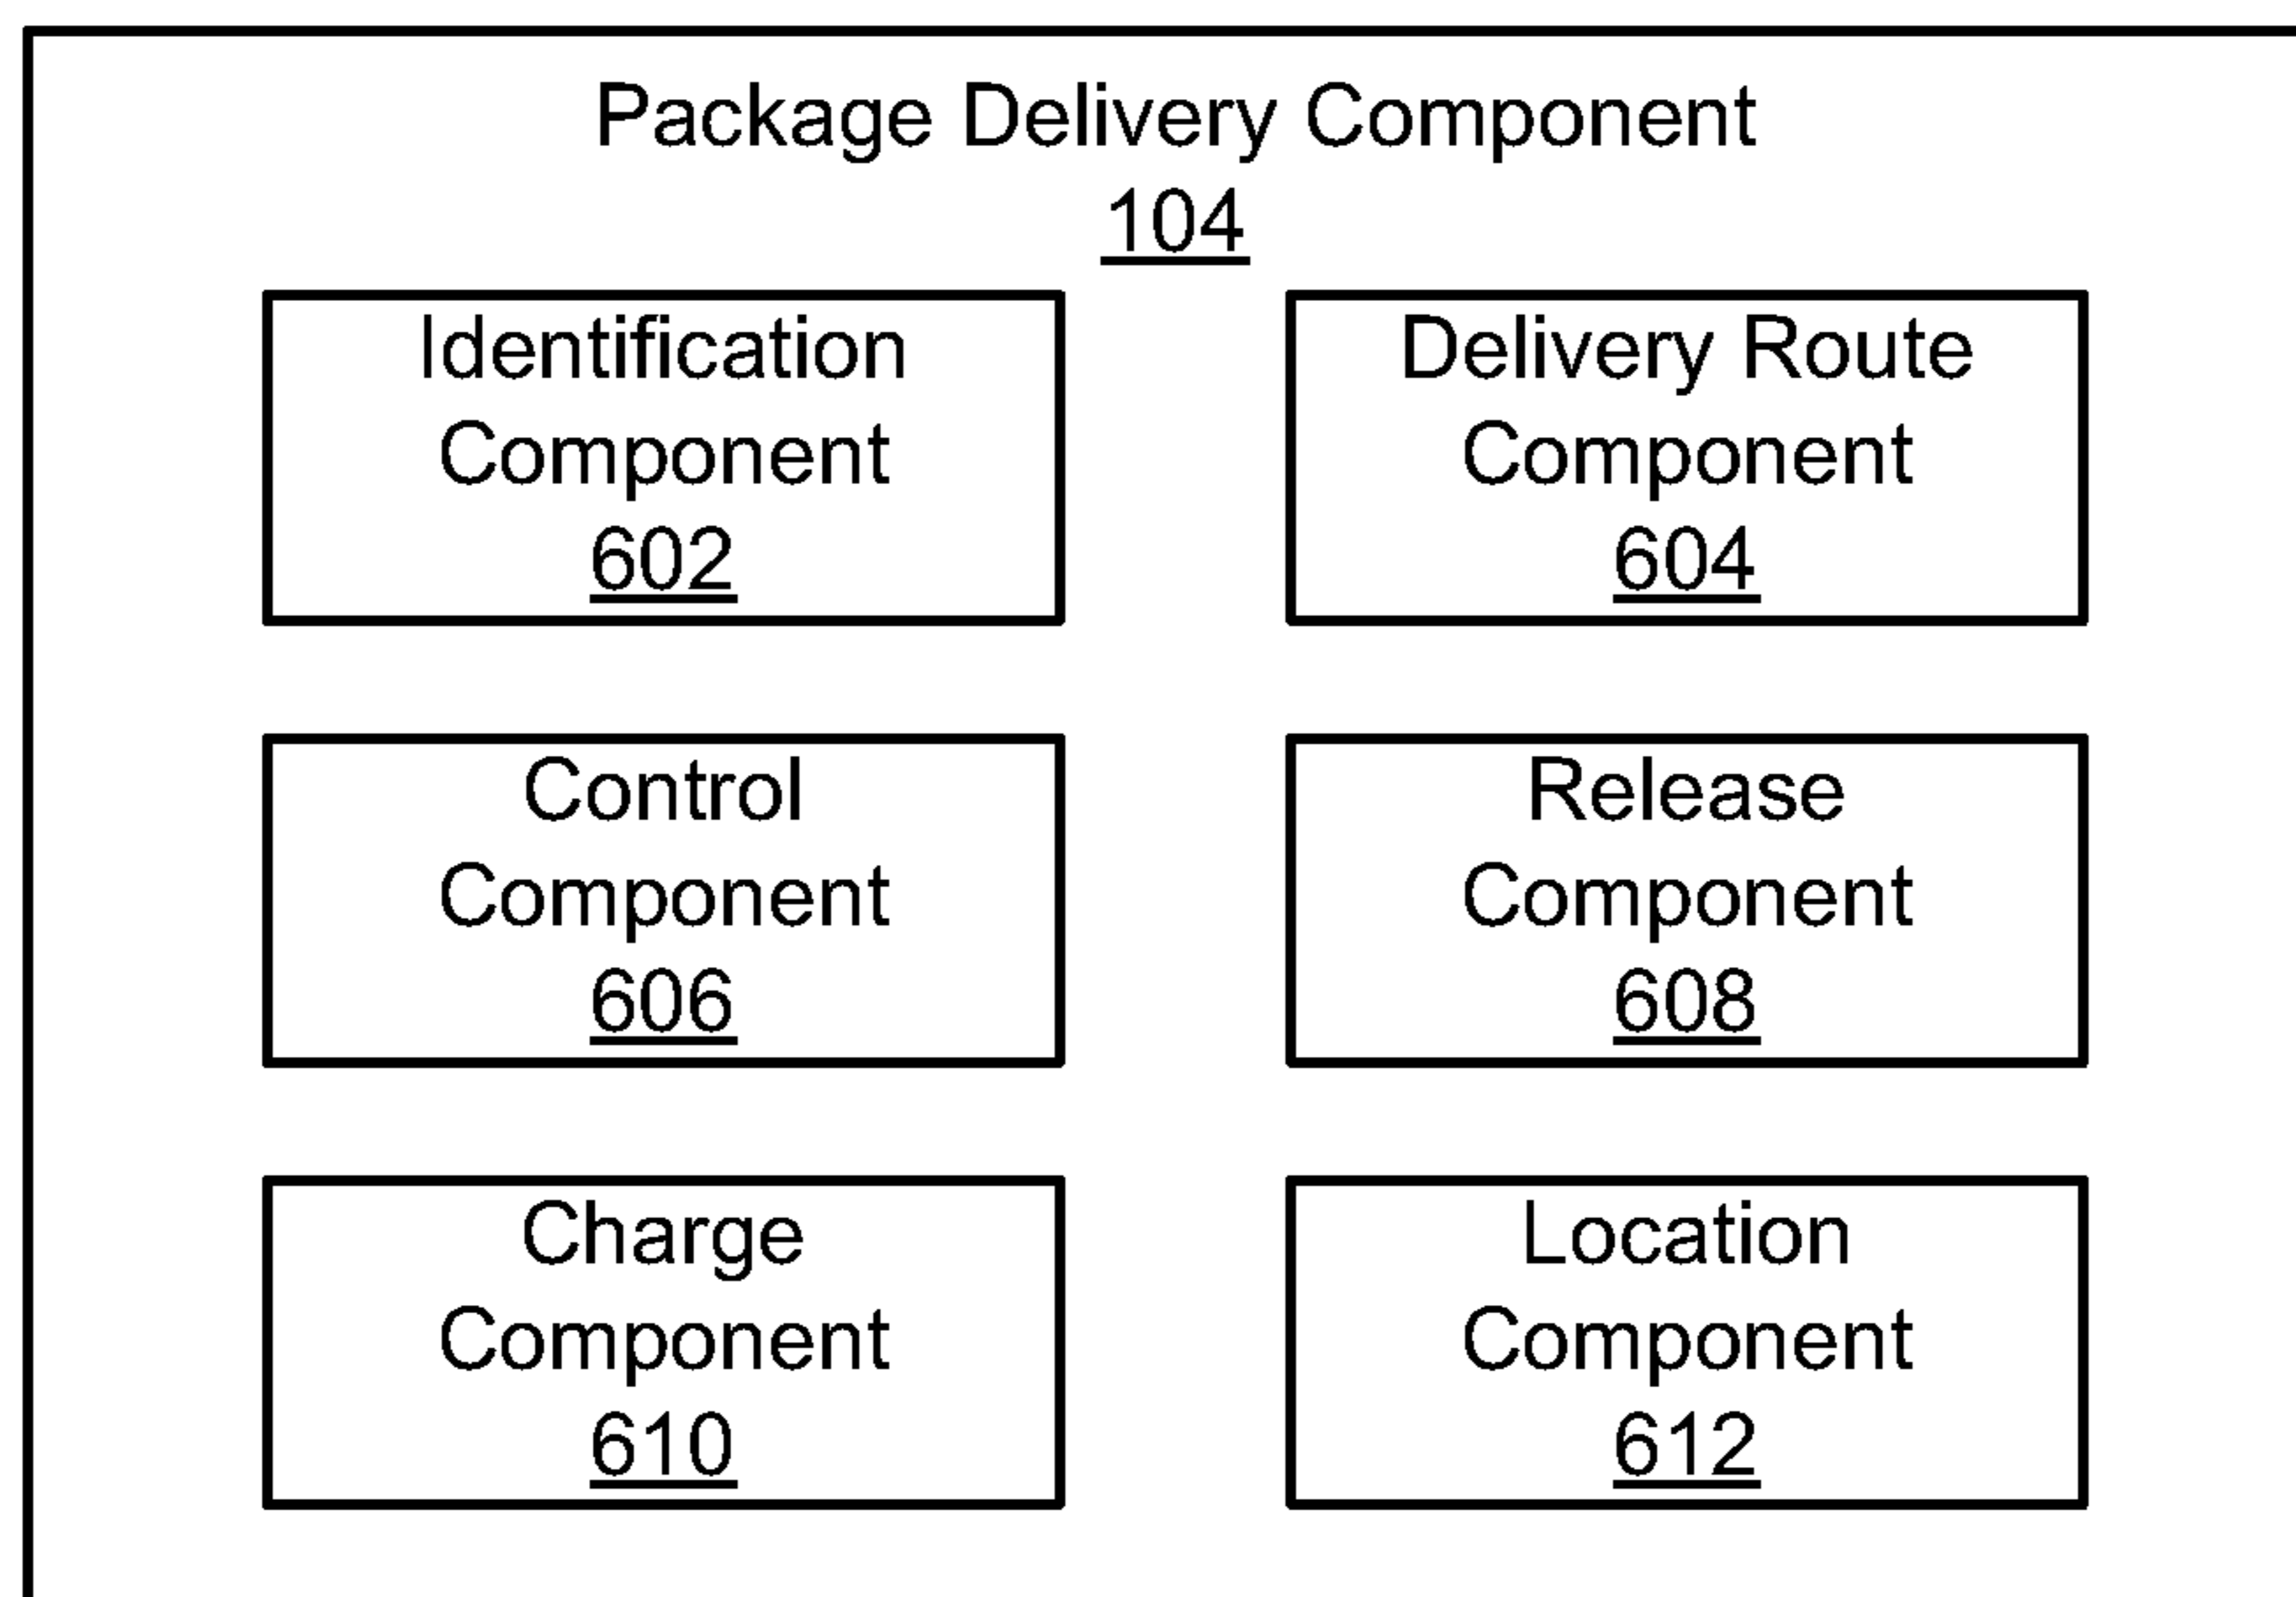 Package Delivery Component
104
Identification
Component
602
Delivery Route
Component
604
Control
Component
606
Release
Component
608
Charge
Component
610
Location
Component
612